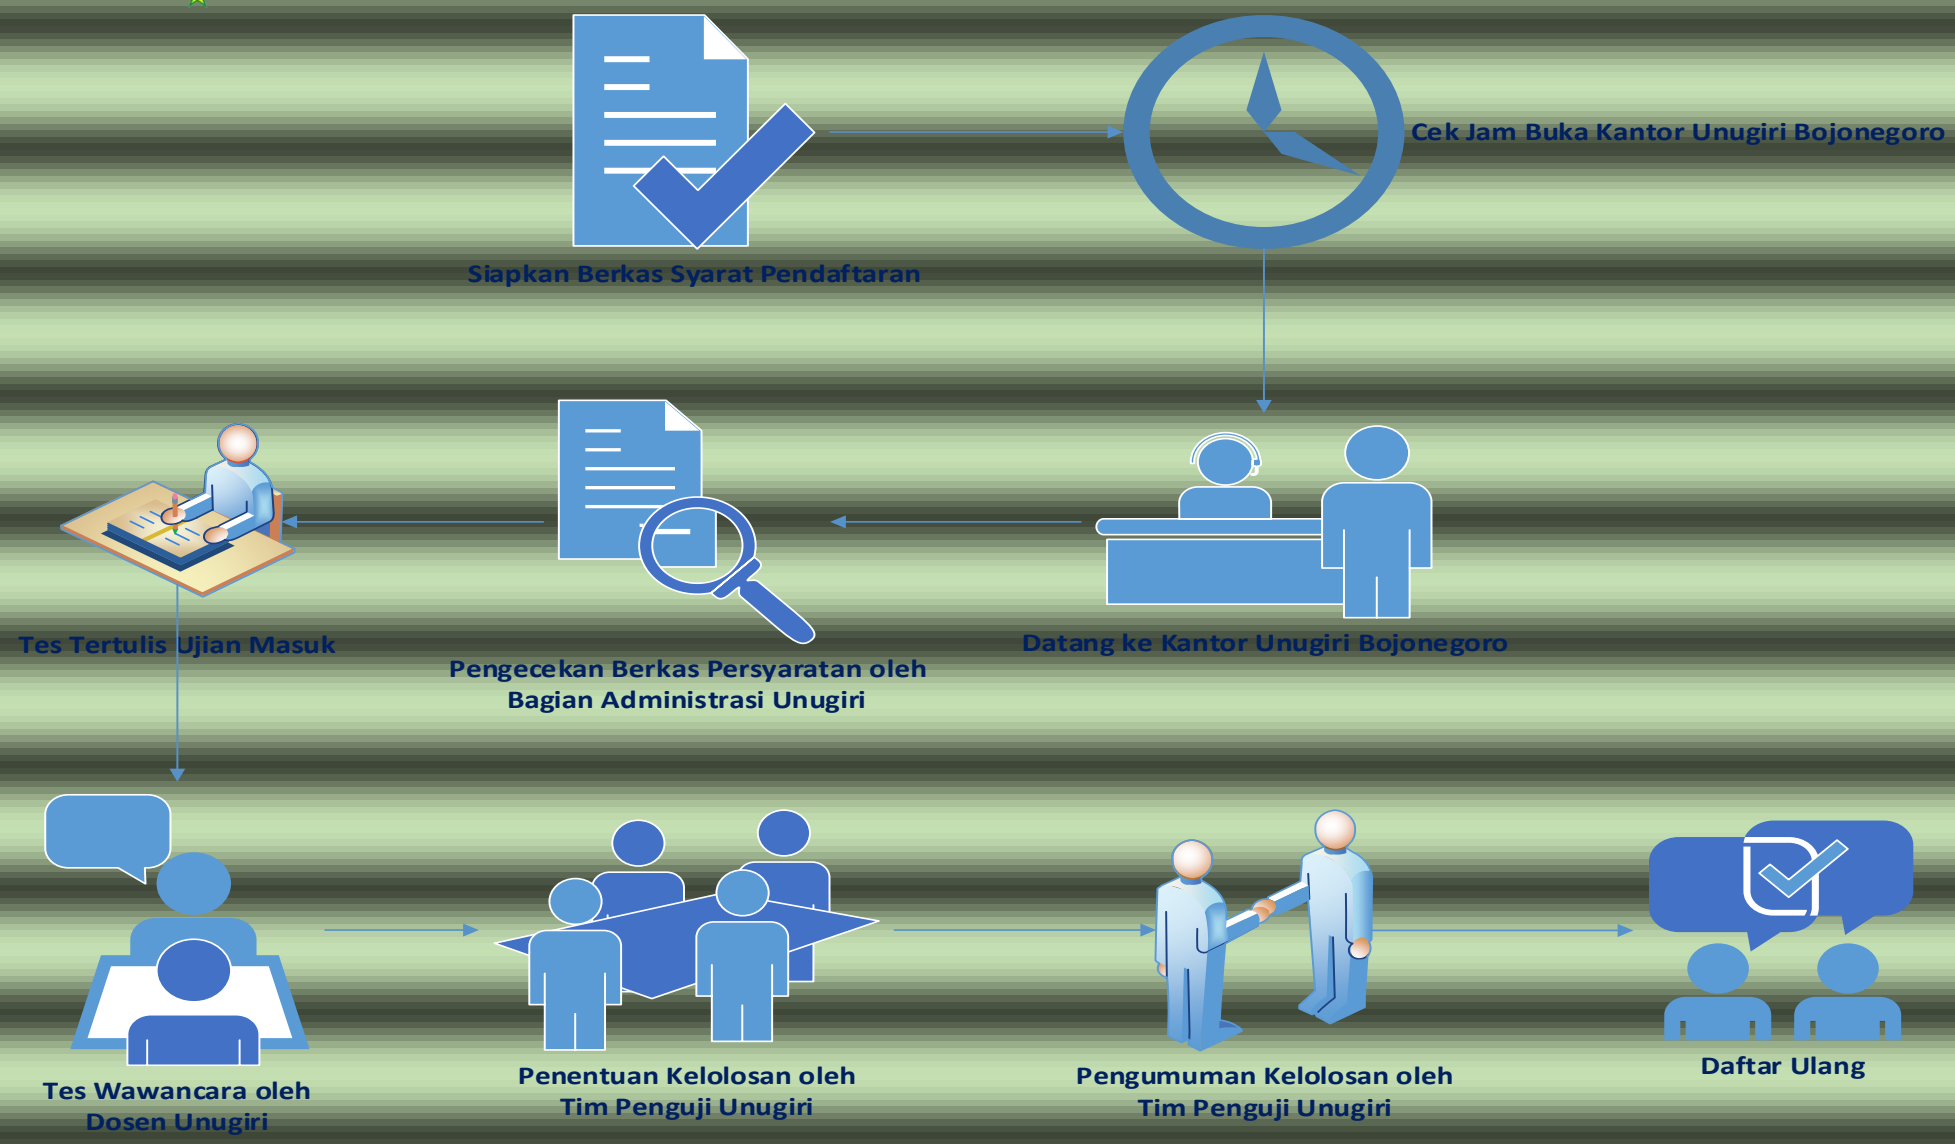 Cek Jam Buka Kantor Unugiri Bojonegoro
Siapkan Berkas Syarat Pendaftaran
Tes Tertulis Ujian Masuk
Pengecekan Berkas Persyaratan oleh
Bagian Administrasi Unugiri
Datang ke Kantor Unugiri Bojonegoro
Tes Wawancara oleh
Dosen Unugiri
Penentuan Kelolosan oleh
Tim Penguji Unugiri
Pengumuman Kelolosan oleh
Tim Penguji Unugiri
Daftar Ulang